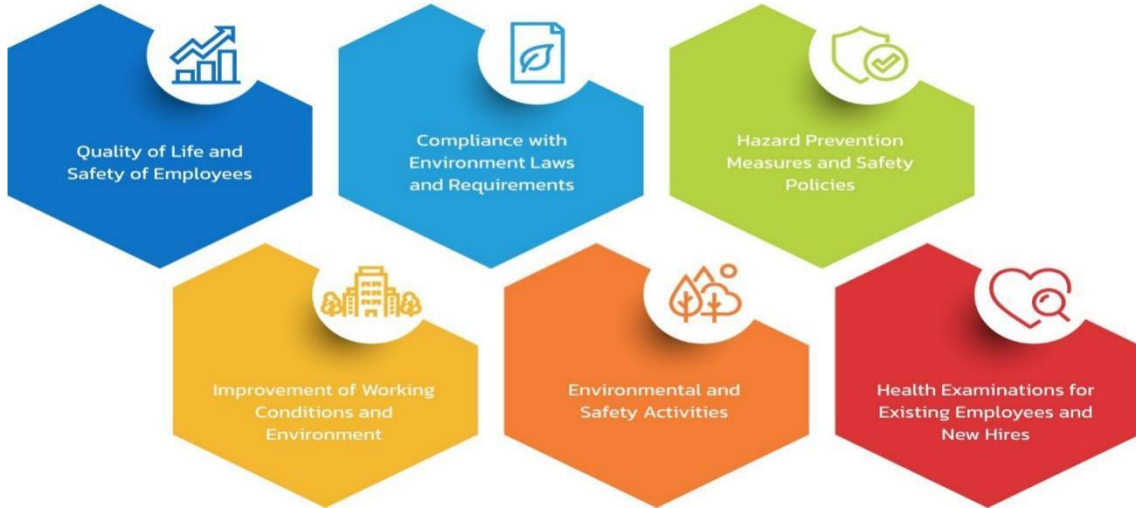 Quality of Life and
Safety of Employees
Compliance with
Environment Laws
and Requirements
Hazard Prevention
Measures and Safety
Policies
Improvement of Working
Conditions and
Environment
Environmental and
Safety Activities
Health Examinations for
Existing Employees and
New Hires